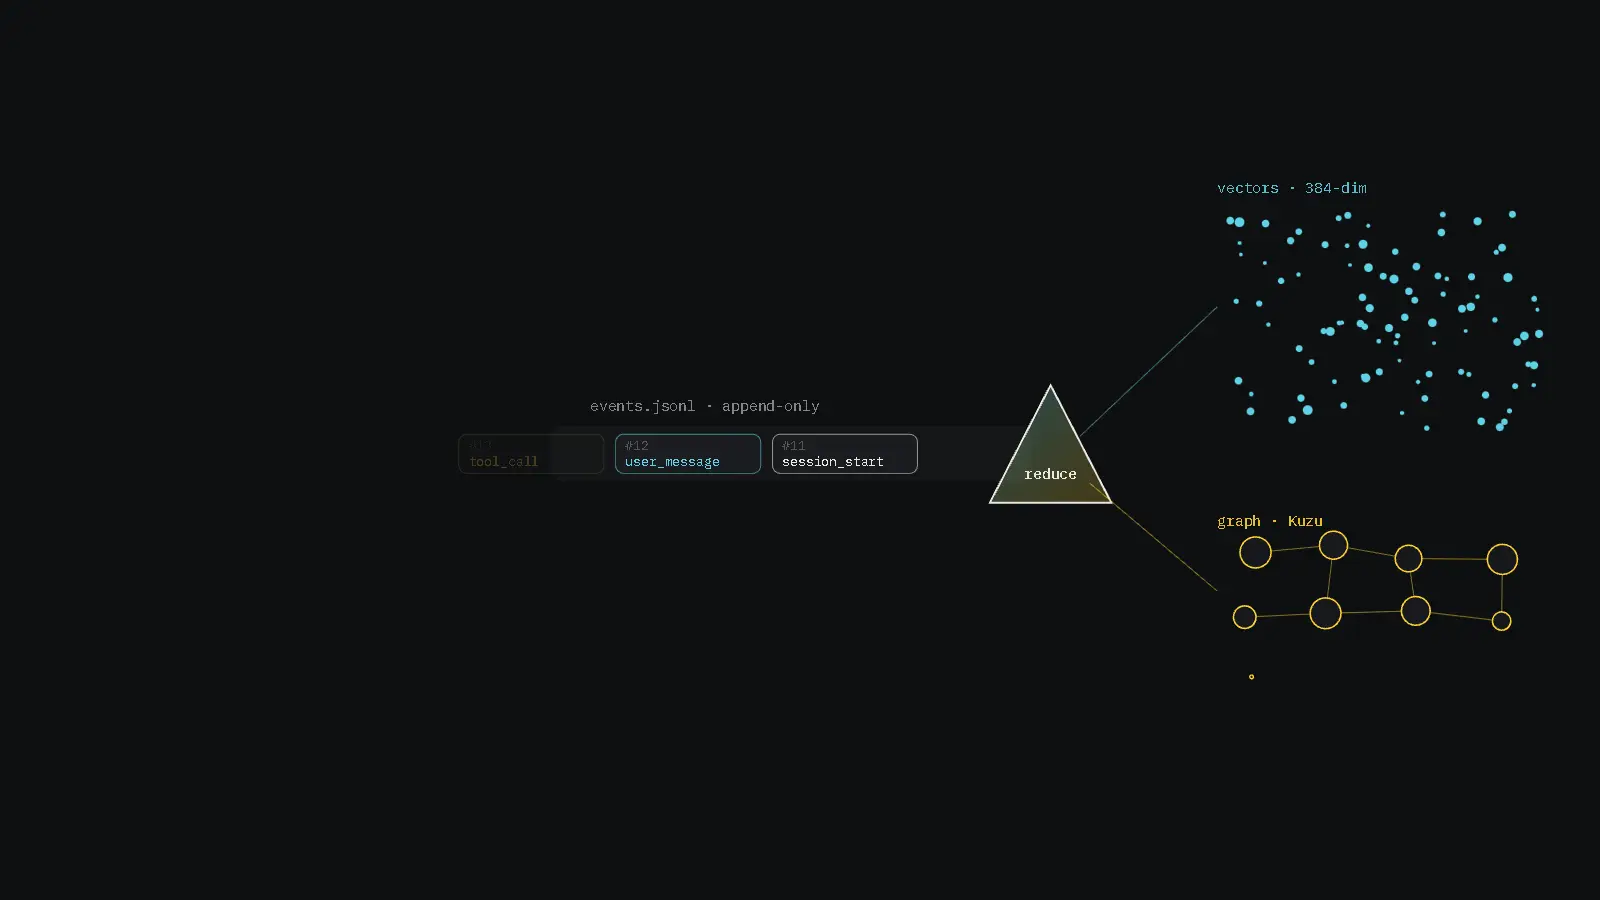 vectors · 384-dim
events.jsonl · append-only
tool_call
#12
user_message
#11
session_start
reduce
graph · Kuzu